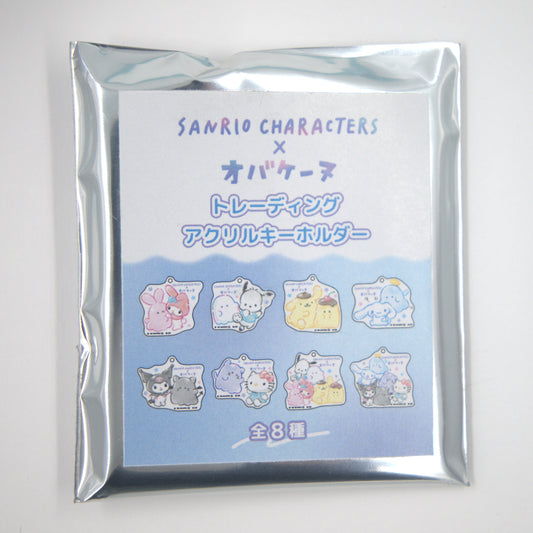 SANRIO CHARACTERS
×
オバケーヌ
トレーディング
アクリルキーホルダー
全8種